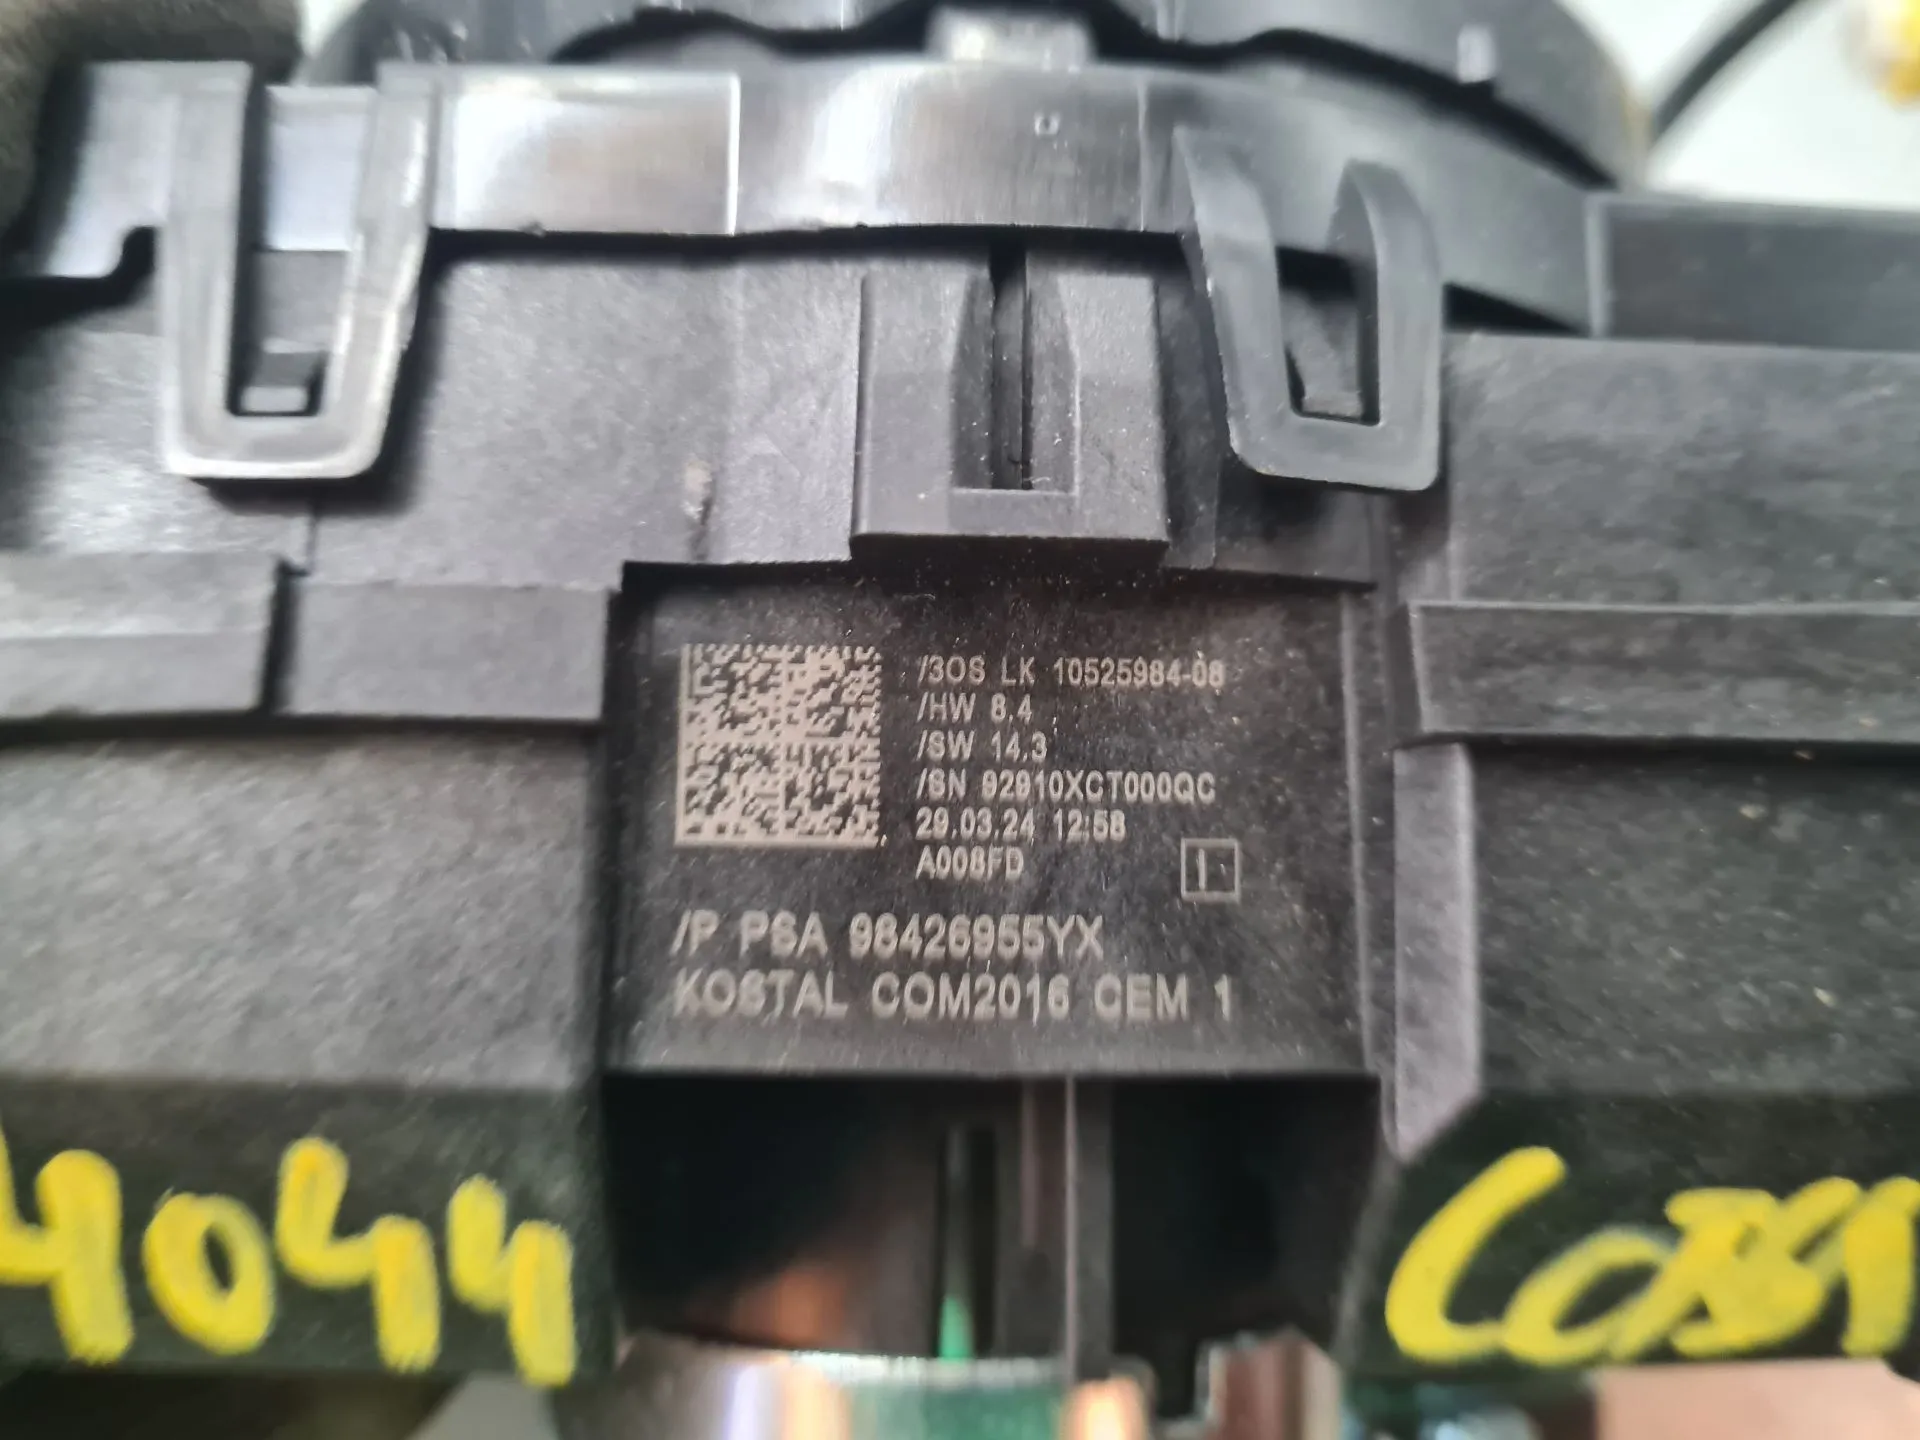 /3OS LK 10525984-08
/HW 8.4
/SW 14.3
/SN 92910XCT000QC
29.03.24 12:58
A008FD
/P PSA 98426955YX
KOSTAL COM2016 CEM 1
4044